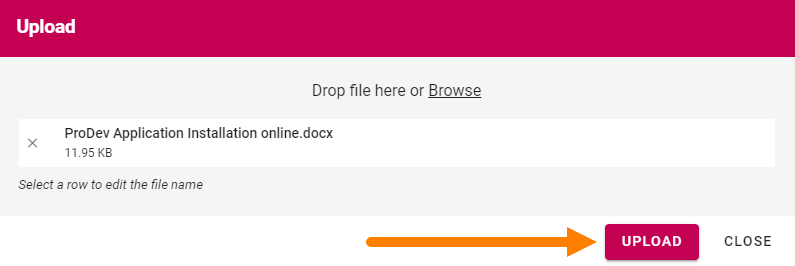 Upload
Drop file here or Browse
ProDev Application Installation online.docx
11.95 KB
Select a row to edit the file name
UPLOAD CLOSE